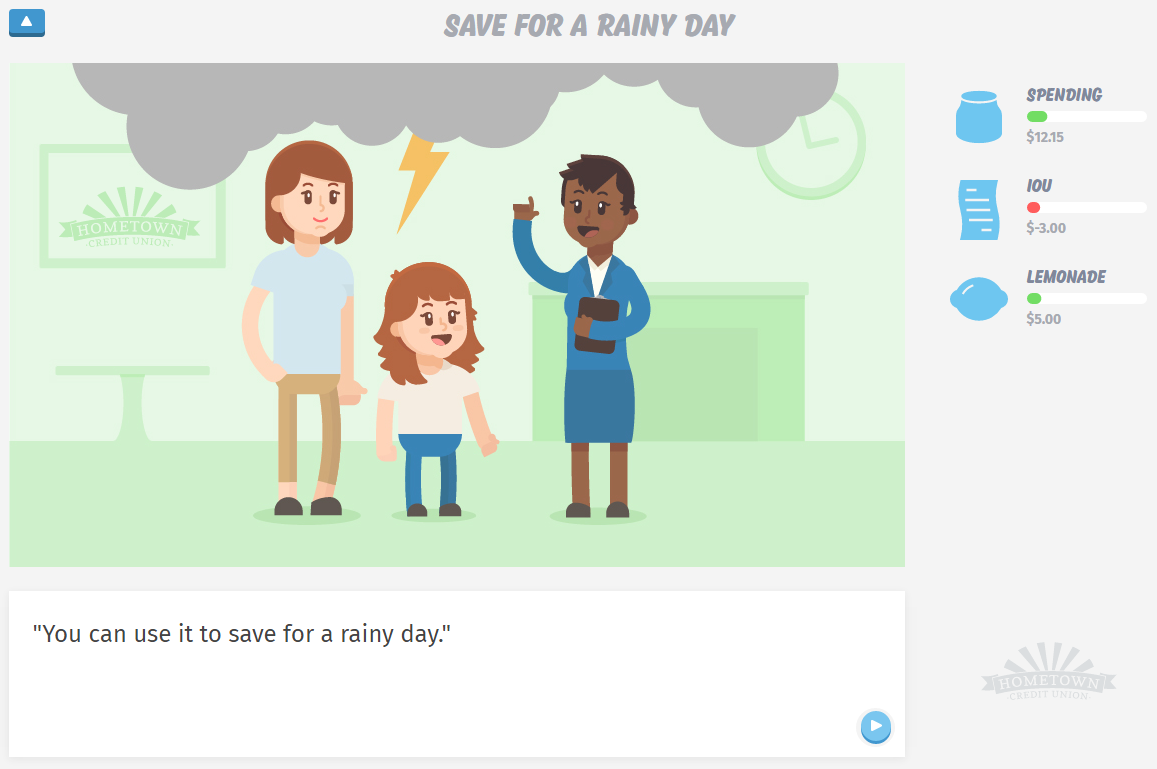 SAVE FOR A RAINY DAY
HOMETOWN
CREDIT UNION
SPENDING
$12.15
IOU
$-3.00
LEMONADE
$5.00
"You can use it to save for a rainy day."
HOMETOWN
CREDIT UNION